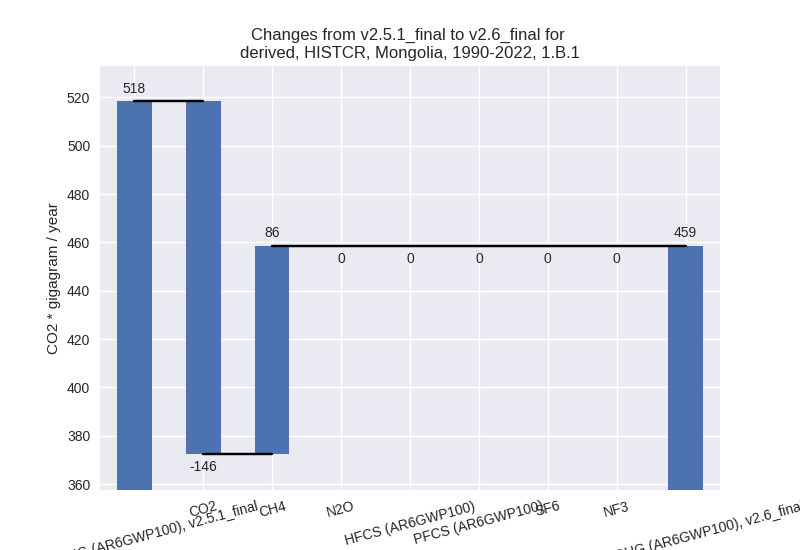 Changes from v2.5.1_final to v2.6_final for
derived, HISTCR, Mongolia, 1990-2022, 1.B.1
CO2 * gigagram / year
520
500
480
460
440
420
400
380
360
518
-146
86
0
0
0
0
0
459
(AR6GWP100), v2.5.1_final
CO2
CH4
N2O
HFCS (AR6GWP100)
PFCS (AR6GWP100)
SF6
NF3
(AR6GWP100), v2.6_final